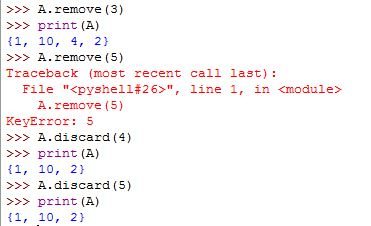 >>> A.remove(3)
>>> print(A)
{1, 10, 4, 2}
>>> A.remove(5)
Traceback (most recent call last):
  File "<pyshell#26>", line 1, in <module>
    A.remove(5)
KeyError: 5
>>> A.discard(4)
>>> print(A)
{1, 10, 2}
>>> A.discard(5)
>>> print(A)
{1, 10, 2}